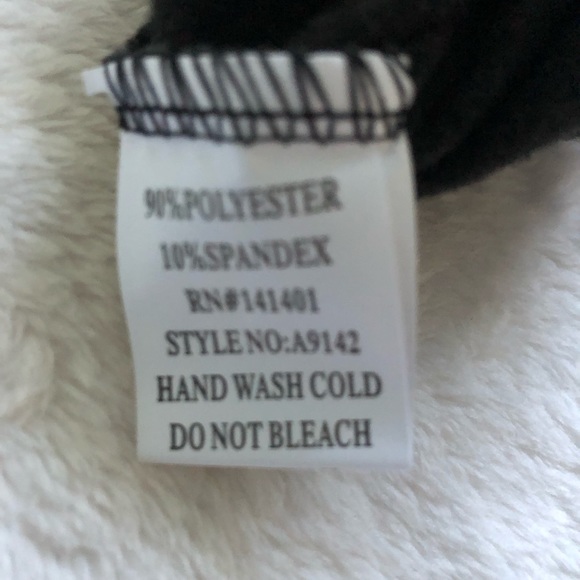 90%POLYESTER
10%SPANDEX
RN#141401
STYLE NO:A9142
HAND WASH COLD
DO NOT BLEACH